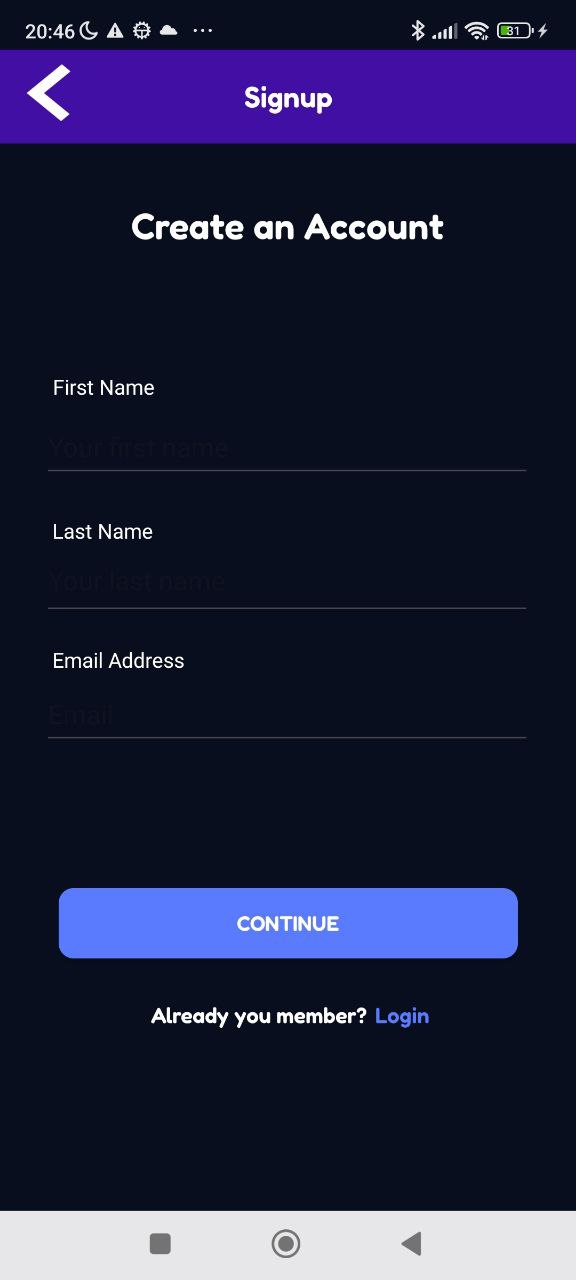 20:46
31
Signup
Create an Account
First Name
Your first name
Last Name
Your last name
Email Address
Email
CONTINUE
Already you member? Login